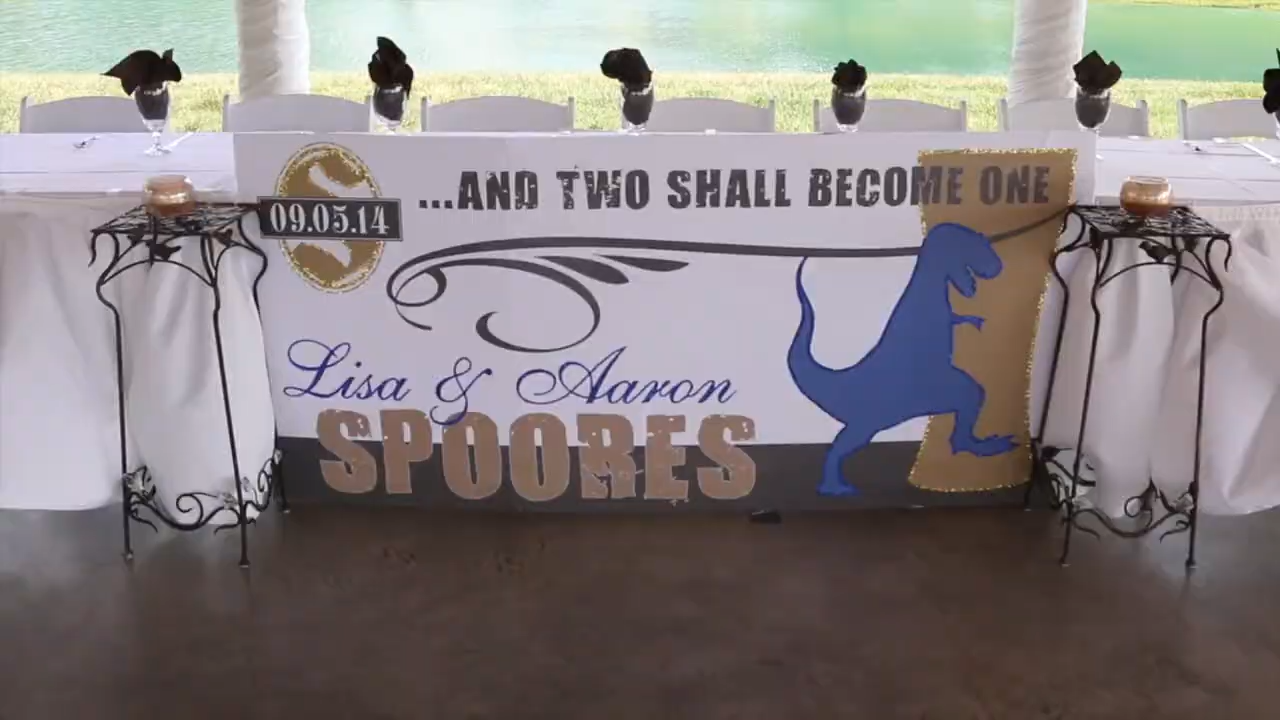 S
09.05.14
...AND TWO SHALL BECOME ONE
Lisa & Aaron
SPOORES